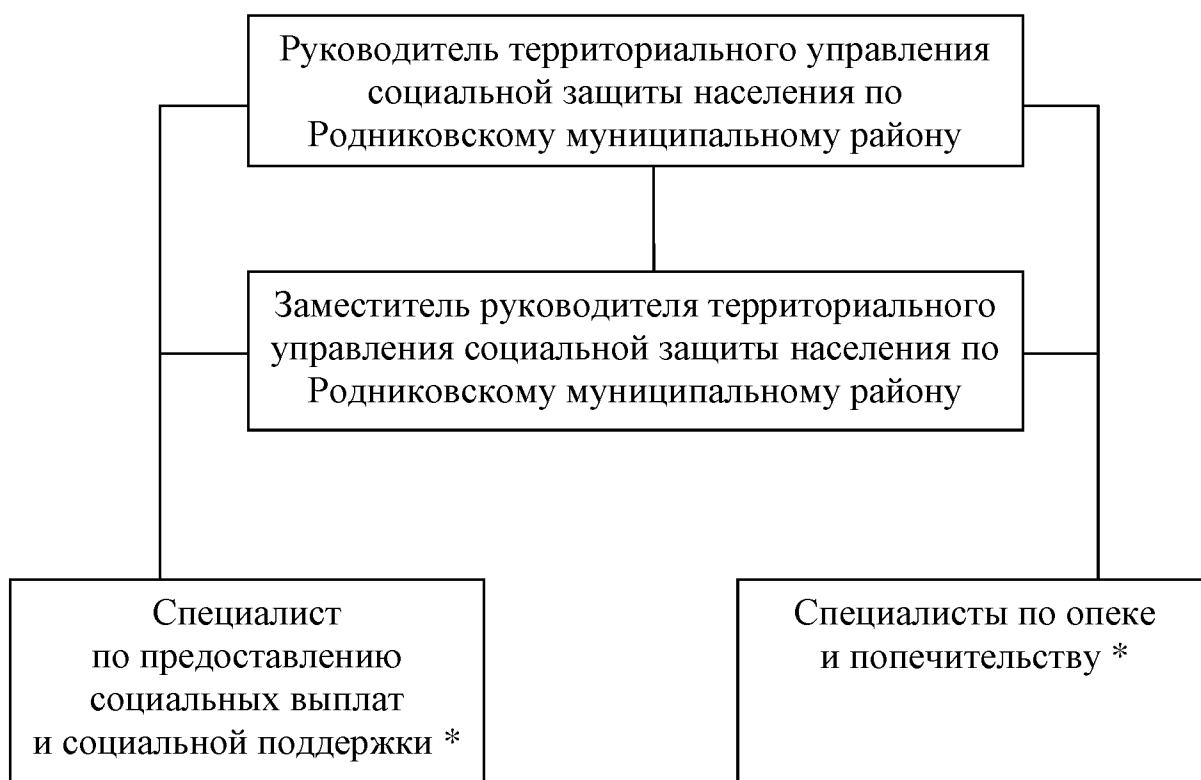 Руководитель территориального управления
социальной защиты населения по
Родниковскому муниципальному району
Заместитель руководителя территориального
управления социальной защиты населения по
Родниковскому муниципальному району
Специалист
по предоставлению
социальных выплат
и социальной поддержки *
Специалисты по опеке
и попечительству *